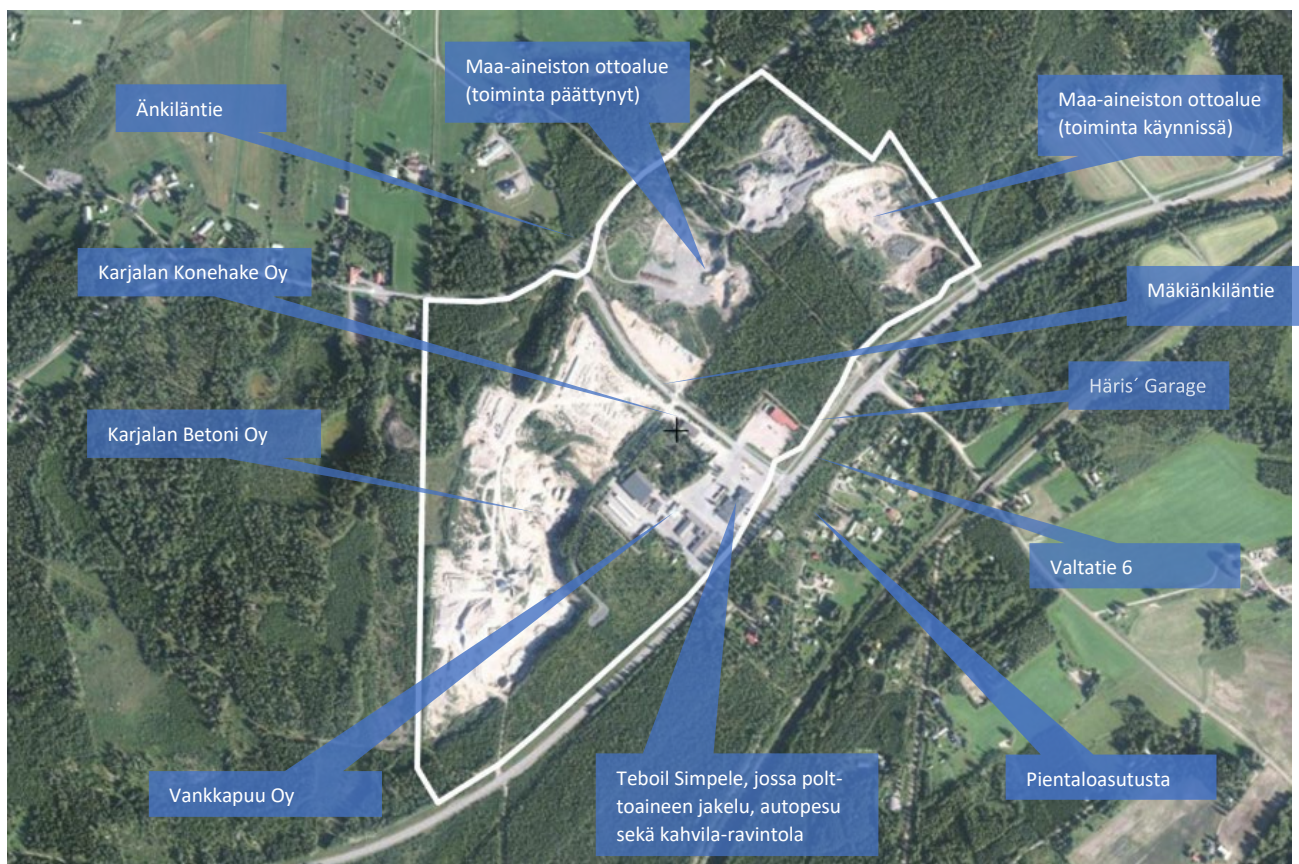 Maa-aineiston ottoalue
(toiminta päättynyt)
Maa-aineiston ottoalue
(toiminta käynnissä)
Änkiläntie
Karjalan Konehake Oy
Mäkiänkiläntie
Häris´ Garage
Karjalan Betoni Oy
Valtatie 6
Vankkapuu Oy
Teboil Simpele, jossa polt-
toaineen jakelu, autopesu
sekä kahvila-ravintola
Pientaloasutusta